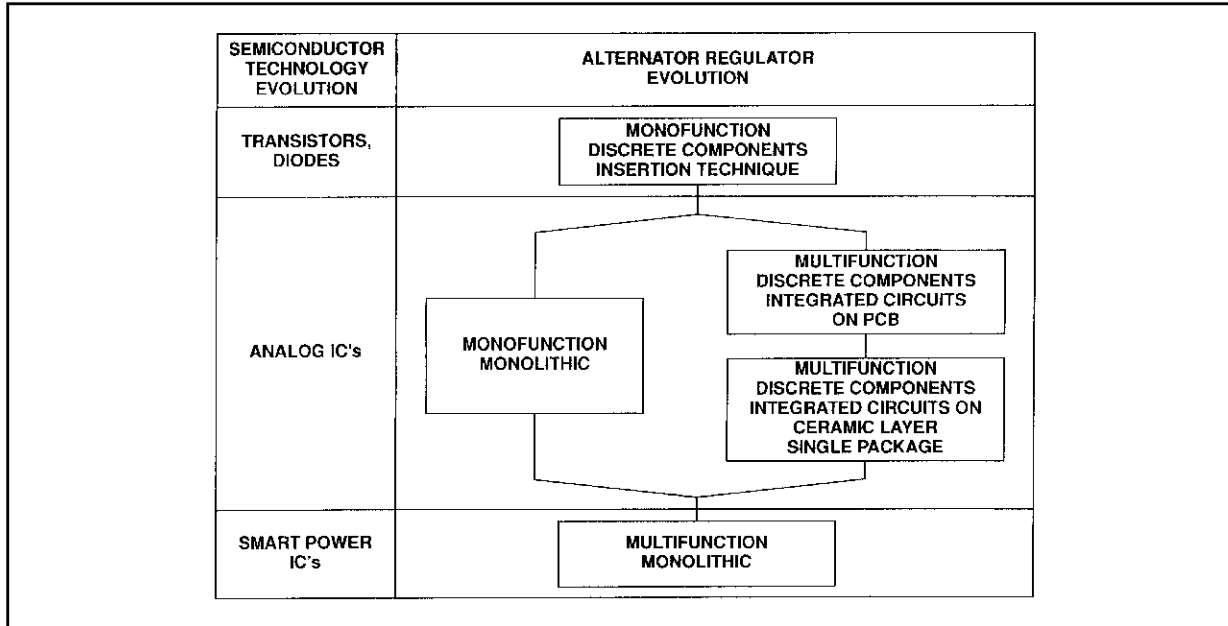 SEMICONDUCTOR
TECHNOLOGY
EVOLUTION
ALTERNATOR REGULATOR
EVOLUTION
TRANSISTORS,
DIODES
MONOFUNCTION
DISCRETE COMPONENTS
INSERTION TECHNIQUE
ANALOG IC's
MONOFUNCTION
MONOLITHIC
MULTIFUNCTION
DISCRETE COMPONENTS
INTEGRATED CIRCUITS
ON PCB
MULTIFUNCTION
DISCRETE COMPONENTS
INTEGRATED CIRCUITS ON
CERAMIC LAYER
SINGLE PACKAGE
SMART POWER
IC's
MULTIFUNCTION
MONOLITHIC